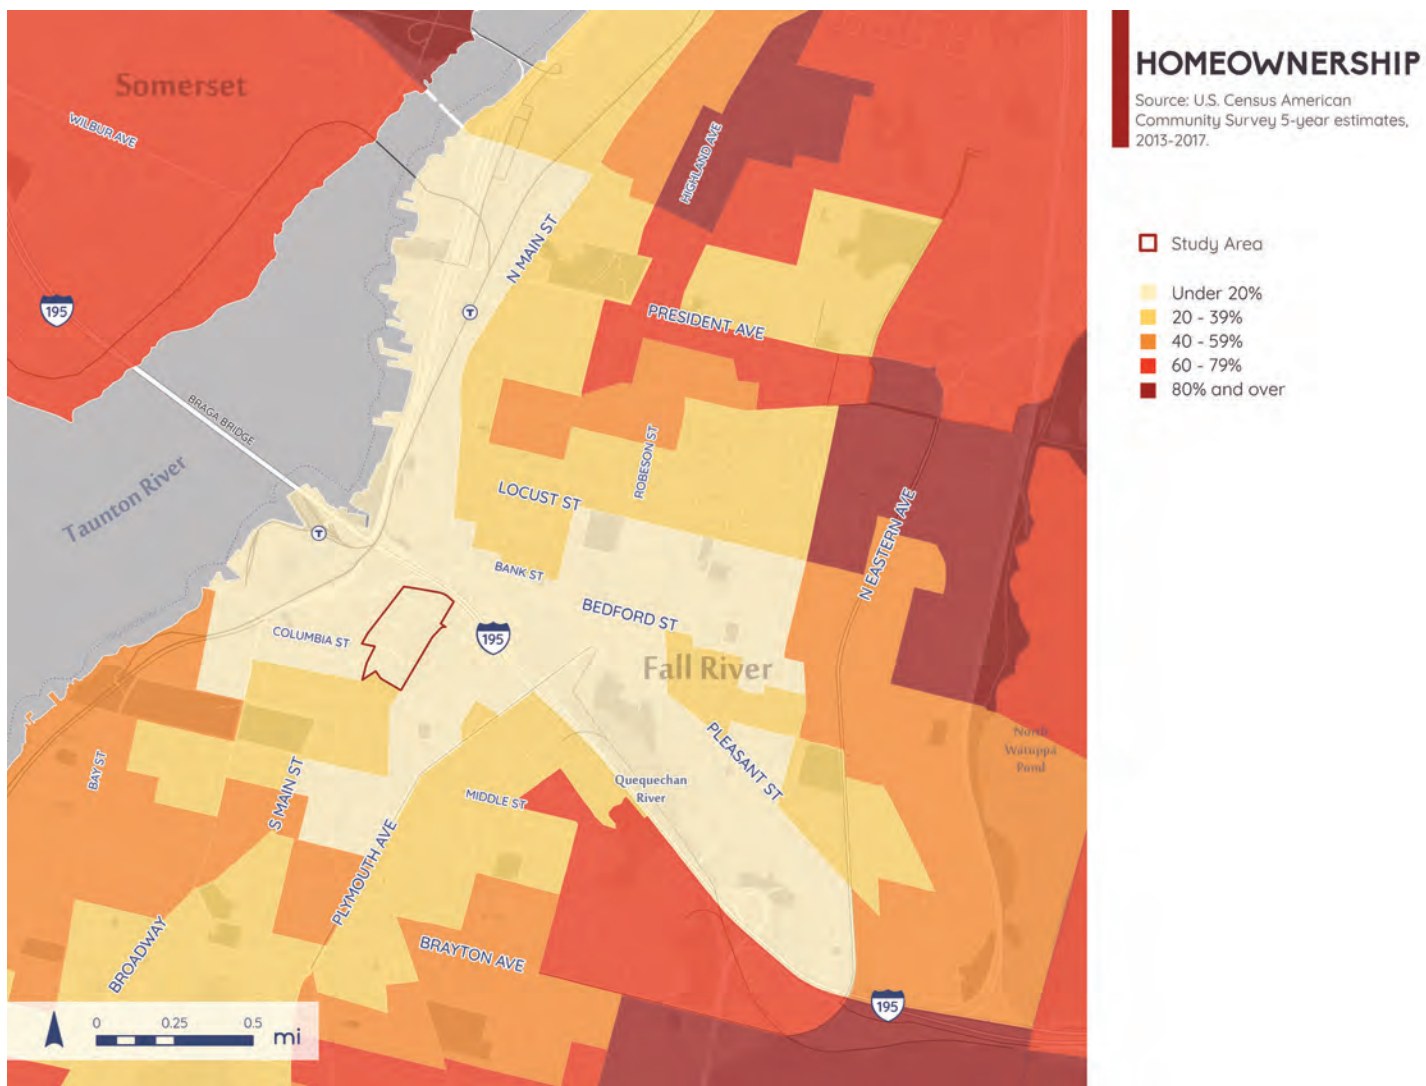 HOMEOWNERSHIP
Source: U.S. Census American
Community Survey 5-year estimates,
2013-2017.
Study Area
Under 20%
20 - 39%
40 - 59%
60 - 79%
80% and over
Somerset
WILBUR AVE
HIGHLAND AVE
N MAIN ST
195
T
PRESIDENT AVE
BRAGA BRIDGE
Taunton River
ROBESON ST
LOCUST ST
N EASTERN AVE
T
BANK ST
BEDFORD ST
COLUMBIA ST
195
Fall River
PLEASANT ST
North
Watuppa
Pond
BAY ST
S MAIN ST
Quequechan
River
MIDDLE ST
PLYMOUTH AVE
BROADWAY
BRAYTON AVE
195
0 0.25 0.5
mi